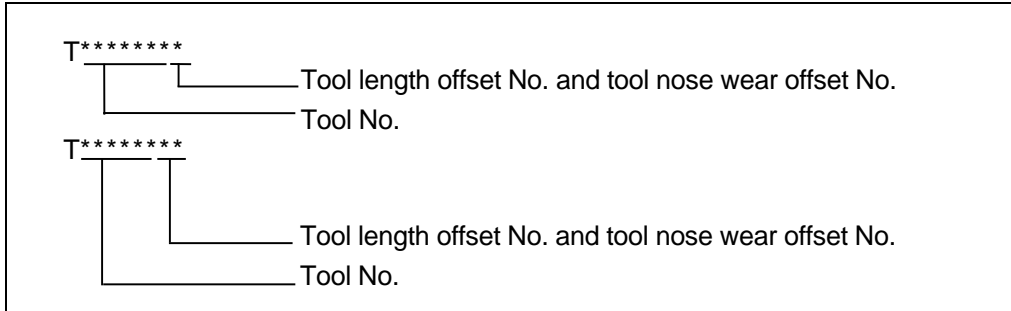 T********
Tool length offset No. and tool nose wear offset No.
Tool No.
T********
Tool length offset No. and tool nose wear offset No.
Tool No.